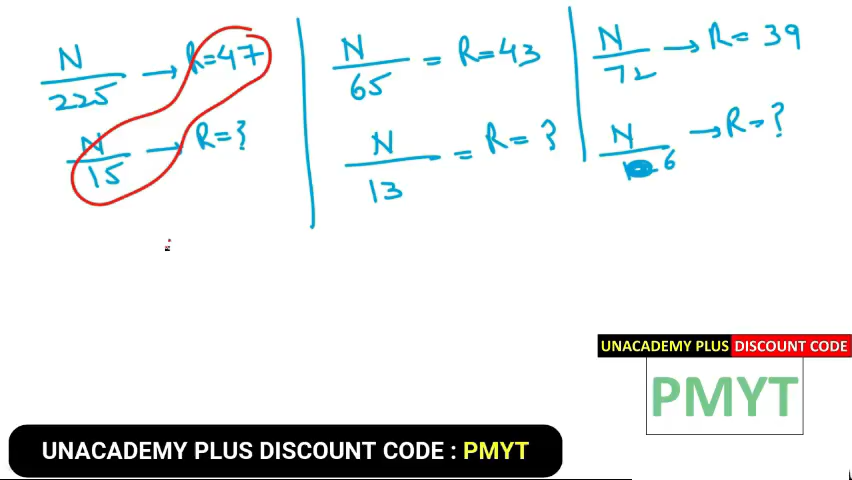 N/225 → R=47
N/15 → R=?
N/65 = R=43
N/13 = R=?
N/72 → R=39
N/6 → R=?
UNACADEMY PLUS DISCOUNT CODE
PMYT
UNACADEMY PLUS DISCOUNT CODE : PMYT